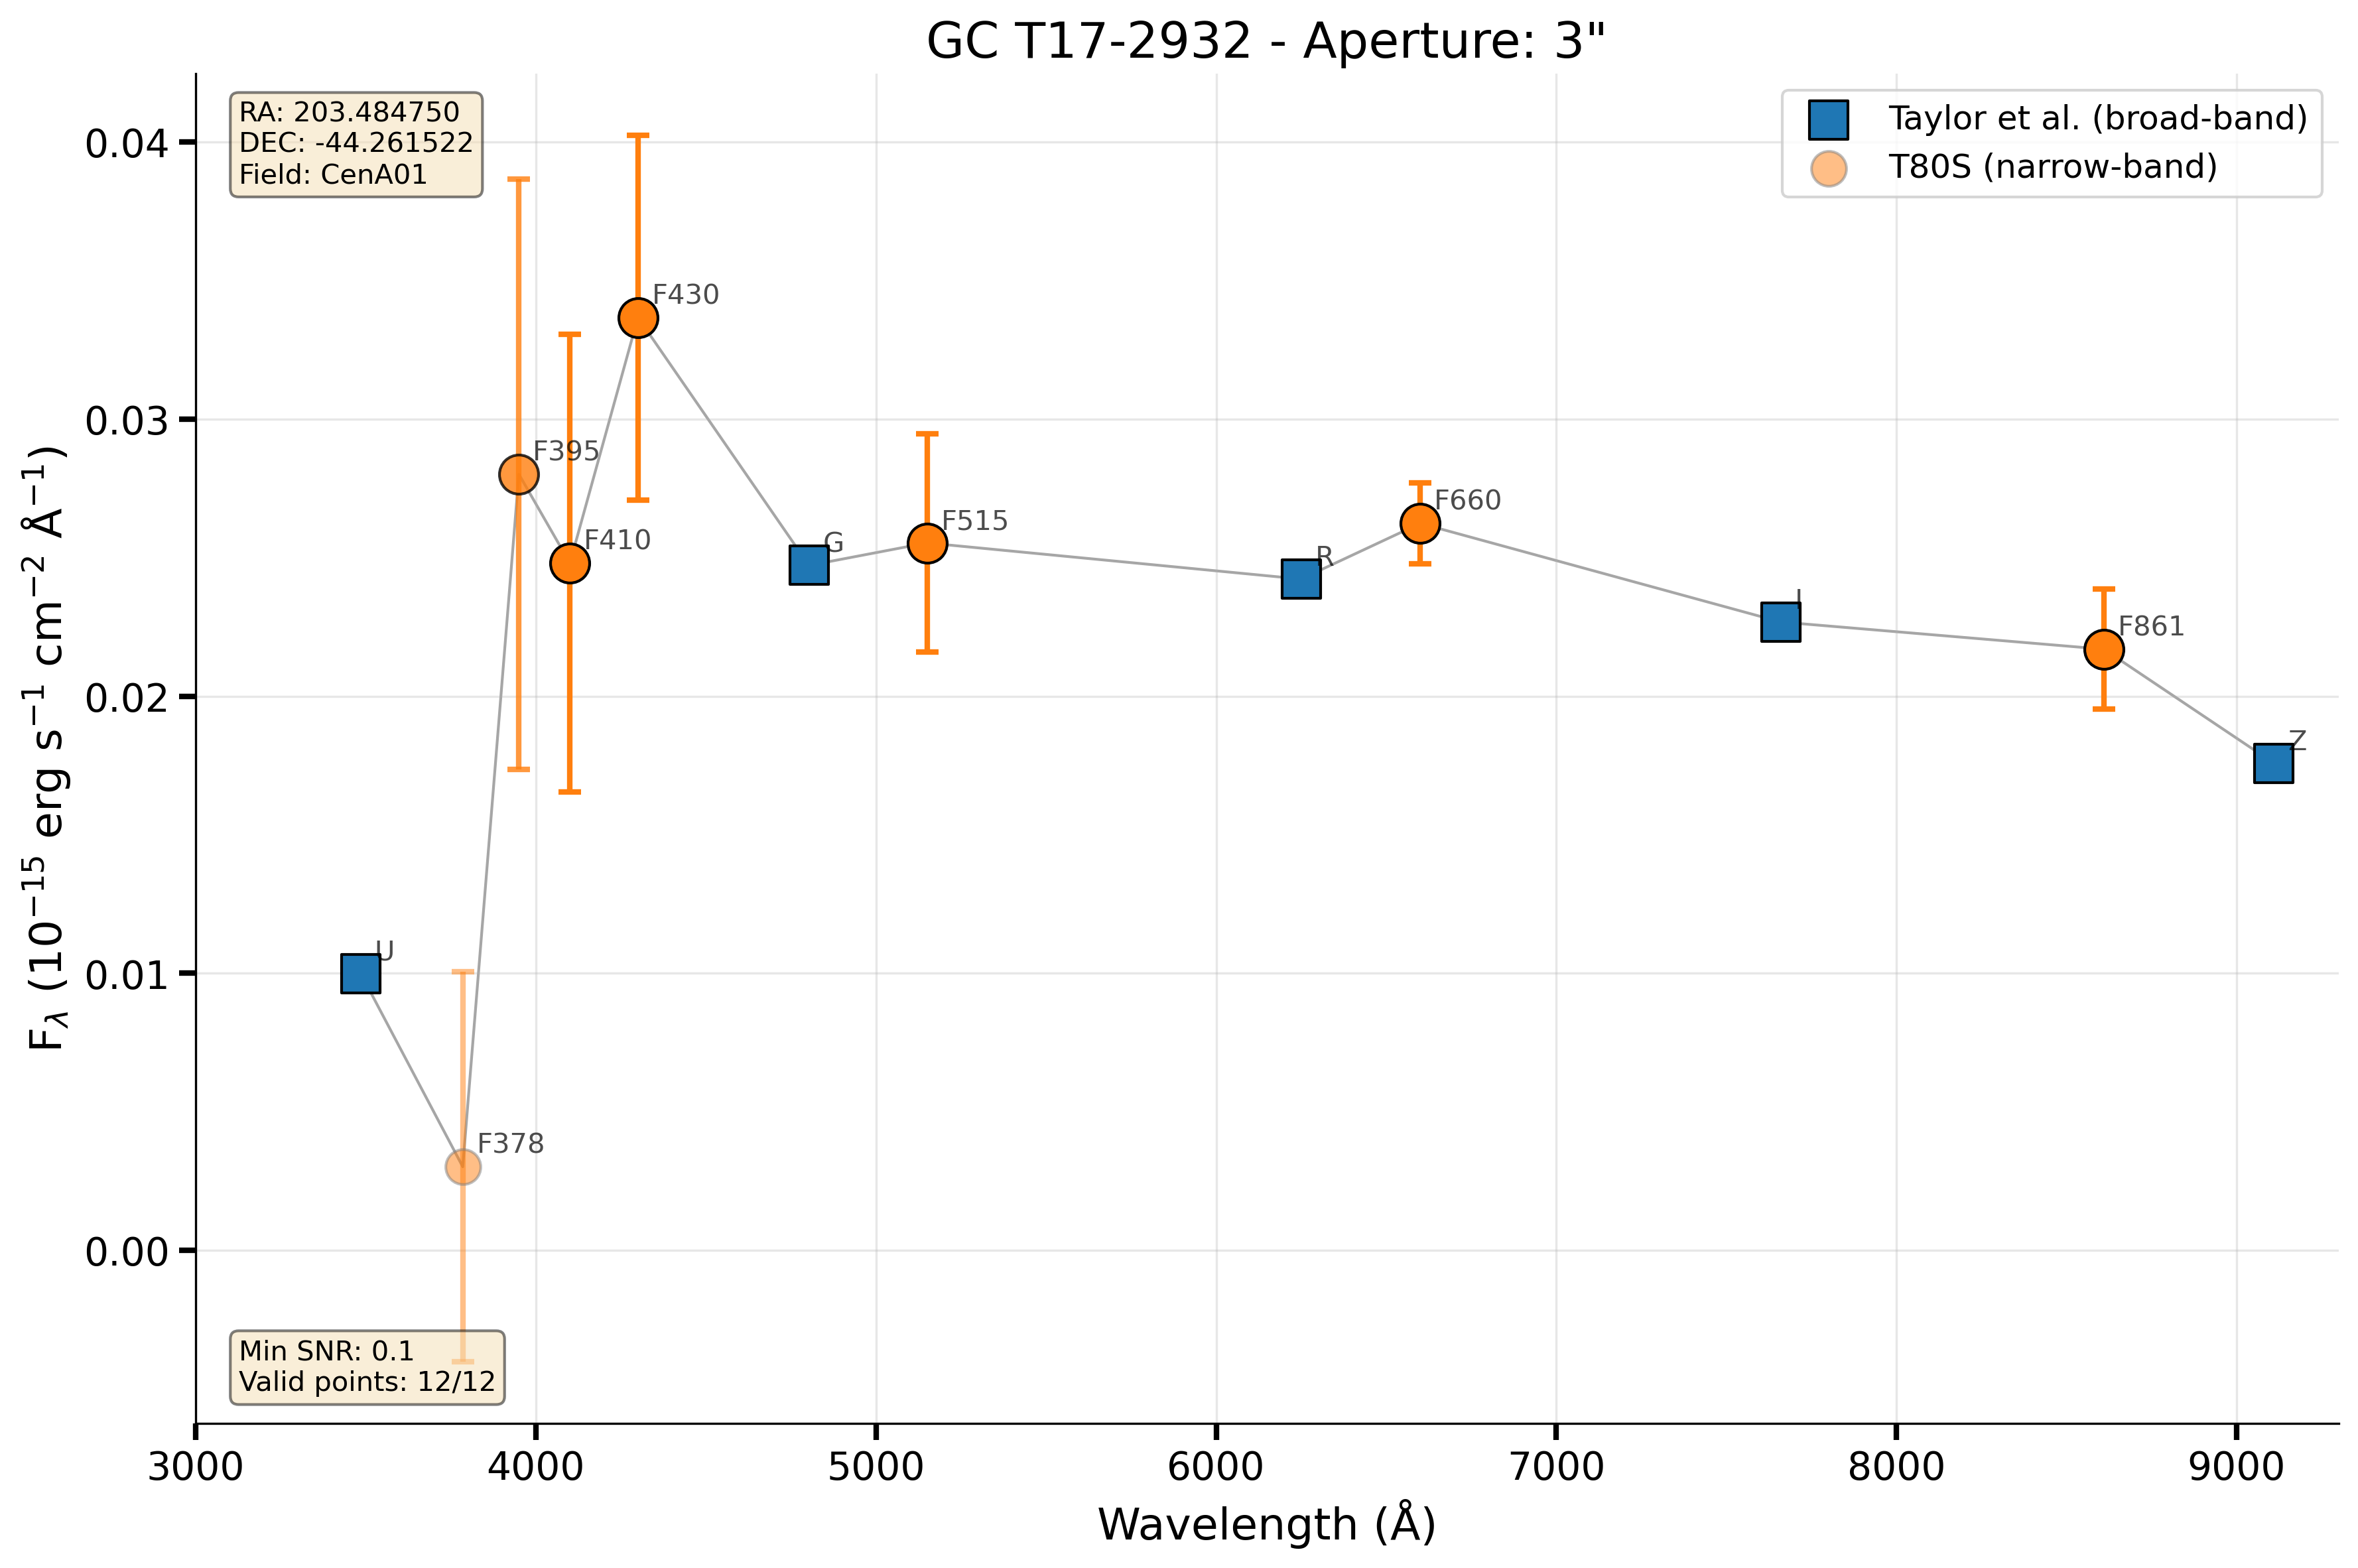 GC T17-2932 - Aperture: 3"
RA: 203.484750
DEC: -44.261522
Field: CenA01
Taylor et al. (broad-band)
T80S (narrow-band)
0.04
0.03
0.02
0.01
0.00
F_λ (10⁻¹⁵ erg s⁻¹ cm⁻² Å⁻¹)
F430
F395
F410
G
F515
R
F660
I
F861
Z
U
F378
Min SNR: 0.1
Valid points: 12/12
3000 4000 5000 6000 7000 8000 9000
Wavelength (Å)